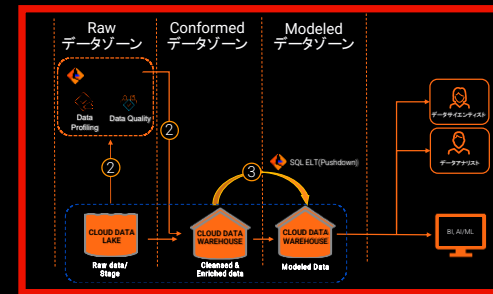 Raw
データゾーン
Conformed
データゾーン
Modeled
データゾーン
Data
Profiling
Data Quality
②
②
③
SQL ELT(Pushdown)
データサイエンティスト
データアナリスト
CLOUD DATA
LAKE
CLOUD DATA
WAREHOUSE
CLOUD DATA
WAREHOUSE
BI, AI/ML
Raw data/
Stage
Cleansed &
Enriched data
Modeled Data